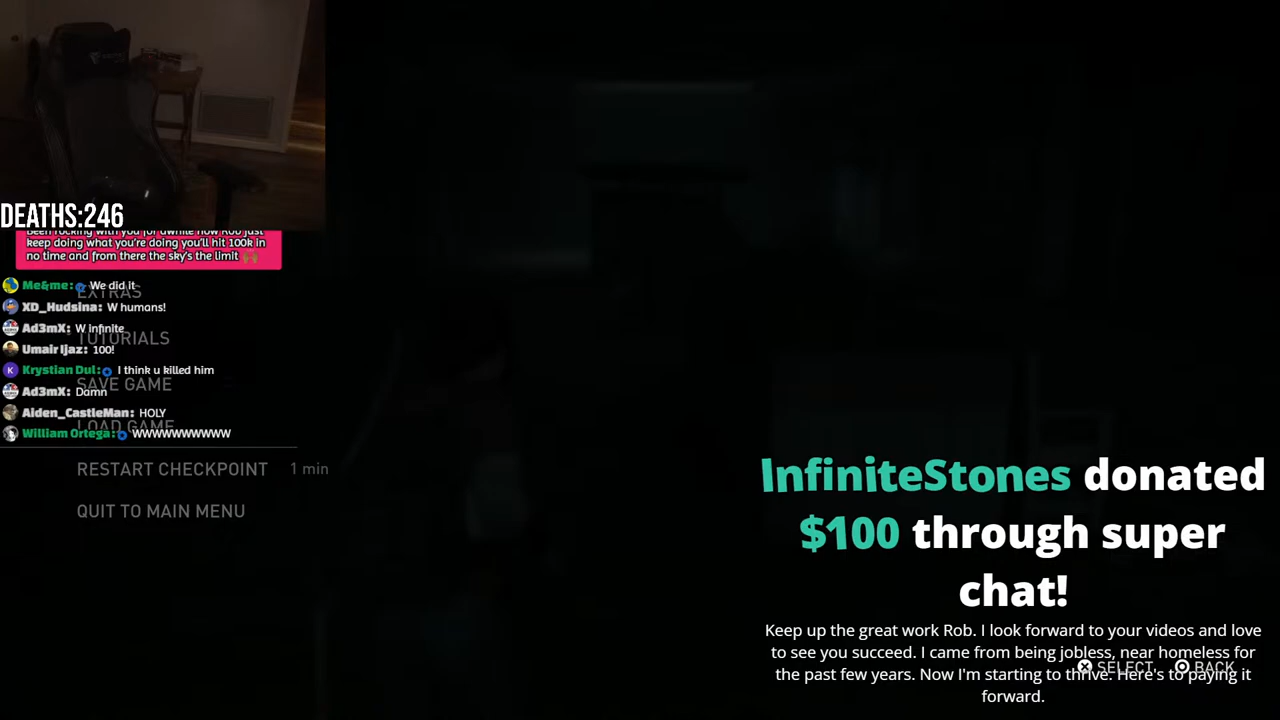 DEATHS:246
Been rocking with you for awhile now Rob just
keep doing what you're doing you'll hit 100k in
no time and from there the sky's the limit 🙌🏾
Me&me: We did it
EXTRAS
XD_Hudsina: W humans!
Ad3mX: W infinite
TUTORIALS
Umair Ijaz: 100!
Krystian Dul: I think u killed him
SAVE GAME
Ad3mX: Damn
Aiden_CastleMan: HOLY
LOAD GAME
William Ortega: WWWWWWWWWW
RESTART CHECKPOINT 1 min
QUIT TO MAIN MENU
InfiniteStones donated
$100 through super
chat!
Keep up the great work Rob. I look forward to your videos and love
to see you succeed. I came from being jobless, near homeless for
the past few years. Now I'm starting to thrive. Here's to paying it
forward.
SELECT BACK